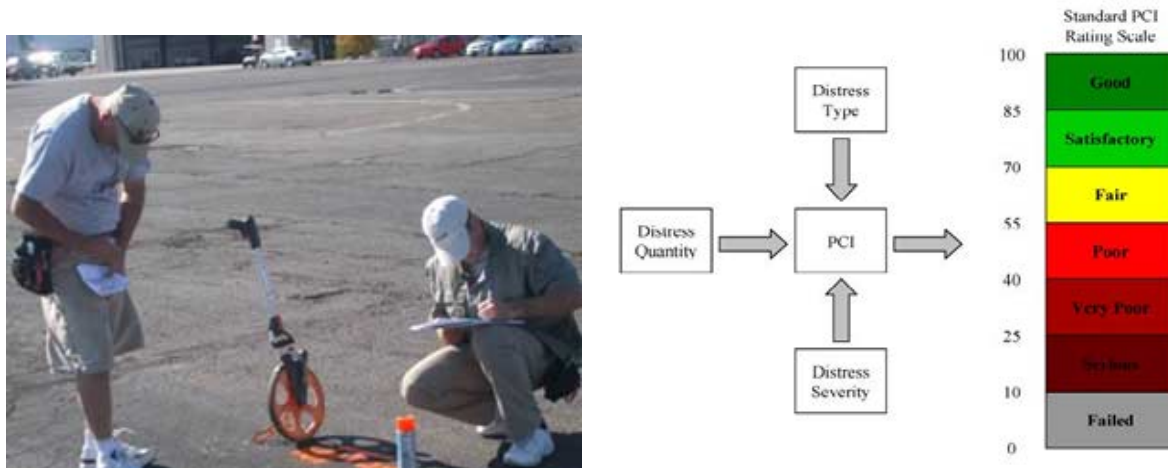 Standard PCI
Rating Scale
100
Good
85
Satisfactory
70
Fair
55
Poor
40
Very Poor
25
Serious
10
Failed
0
Distress
Type
Distress
Quantity
PCI
Distress
Severity